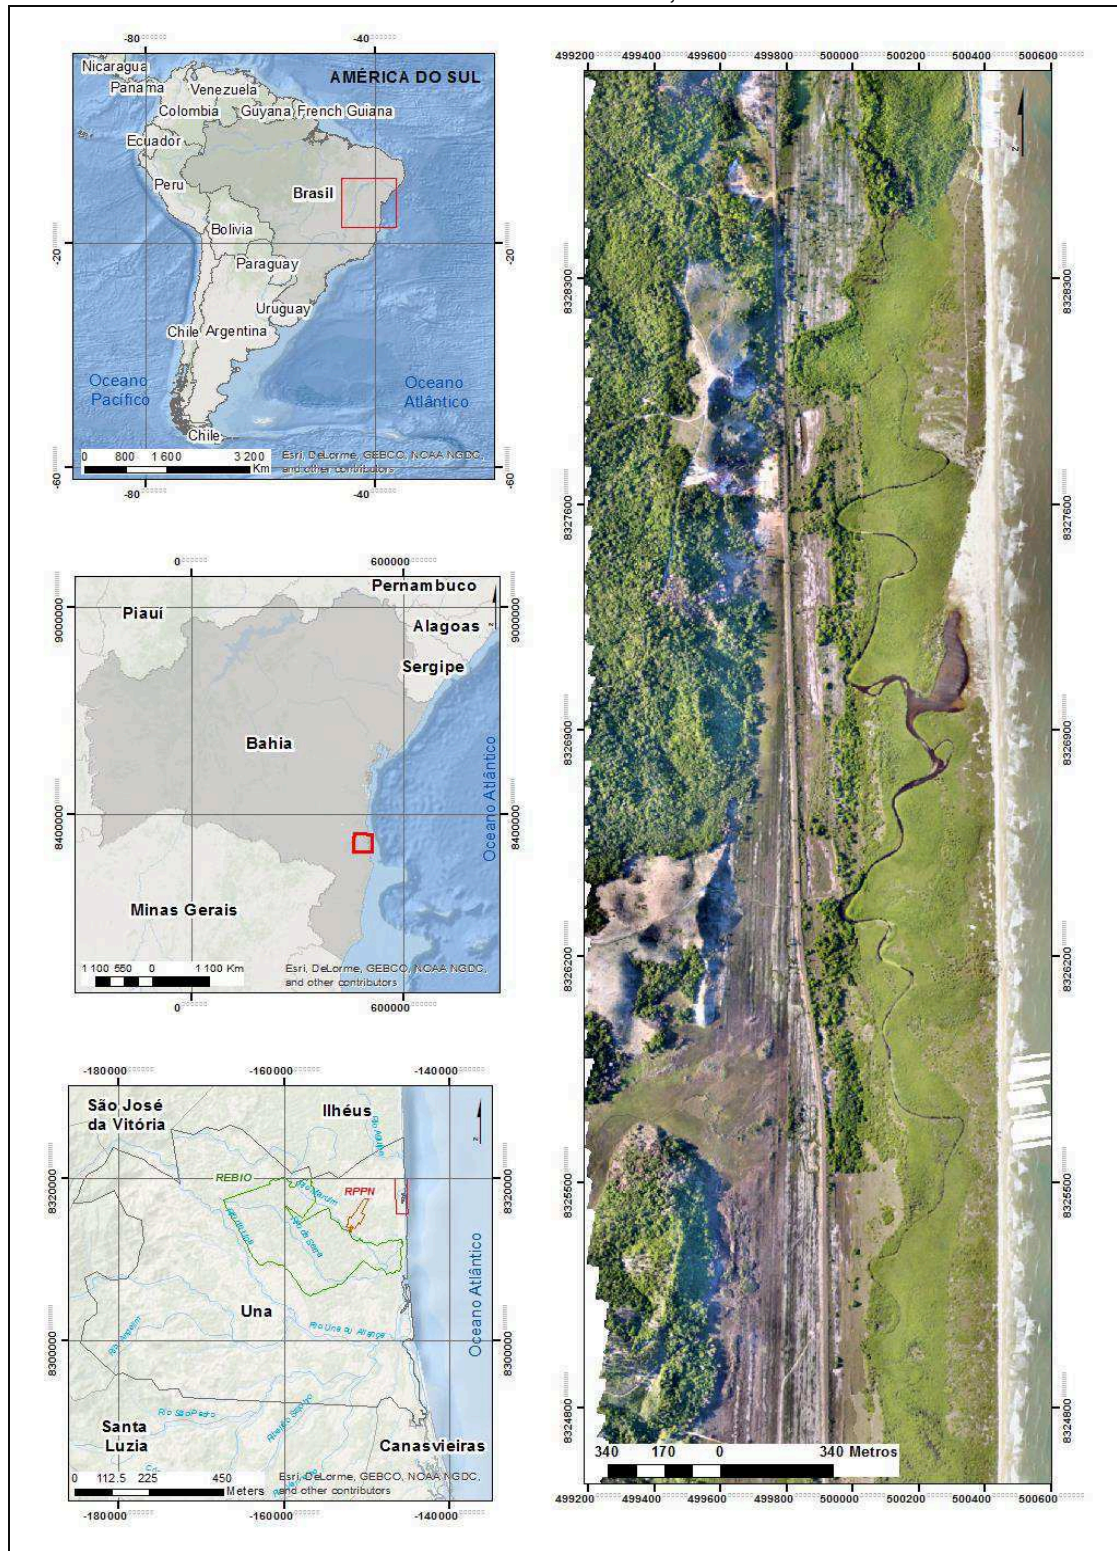 -80
-40
AMÉRICA DO SUL
Nicaragua
Panama
Venezuela
Colombia
Guyana
French Guiana
Ecuador
Peru
Brasil
Bolivia
-20
-20
Paraguay
Uruguay
Chile
Argentina
Oceano
Pacífico
Oceano
Atlântico
Chile
0 800 1 600 3 200
Km
Esri, DeLorme, GEBCO, NOAA NGDC,
and other contributors
-60
-60
-80
-40
0
600000
Pernambuco
Piauí
Alagoas
Sergipe
9000000
9000000
Bahia
Oceano Atlântico
8400000
8400000
Minas Gerais
1 100 550 0 1 100 Km
Esri, DeLorme, GEBCO, NOAA NGDC,
and other contributors
0
600000
-180000
-160000
-140000
São José
da Vitória
Ilhéus
REBIO
RPPN
8320000
8320000
Una
Rio Una ou Aliança
Oceano Atlântico
8300000
8300000
Rio São Pedro
Santa
Luzia
Canasvieiras
0 112.5 225 450
Meters
Esri, DeLorme, GEBCO, NOAA NGDC,
and other contributors
-180000
-160000
-140000
499200 499400 499600 499800 500000 500200 500400 500600
z
8328300
8328300
8327600
8327600
8326900
8326900
8326200
8326200
8325500
8325500
8324800
8324800
340 170 0 340 Metros
499200 499400 499600 499800 500000 500200 500400 500600